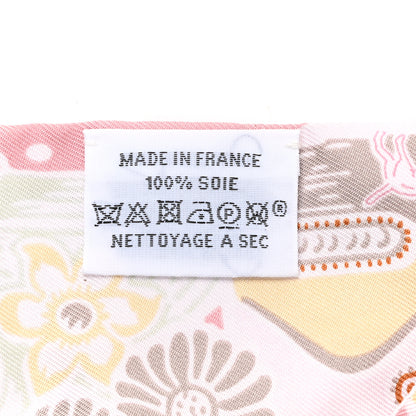 MADE IN FRANCE
100% SOIE
P ®
NETTOYAGE A SEC